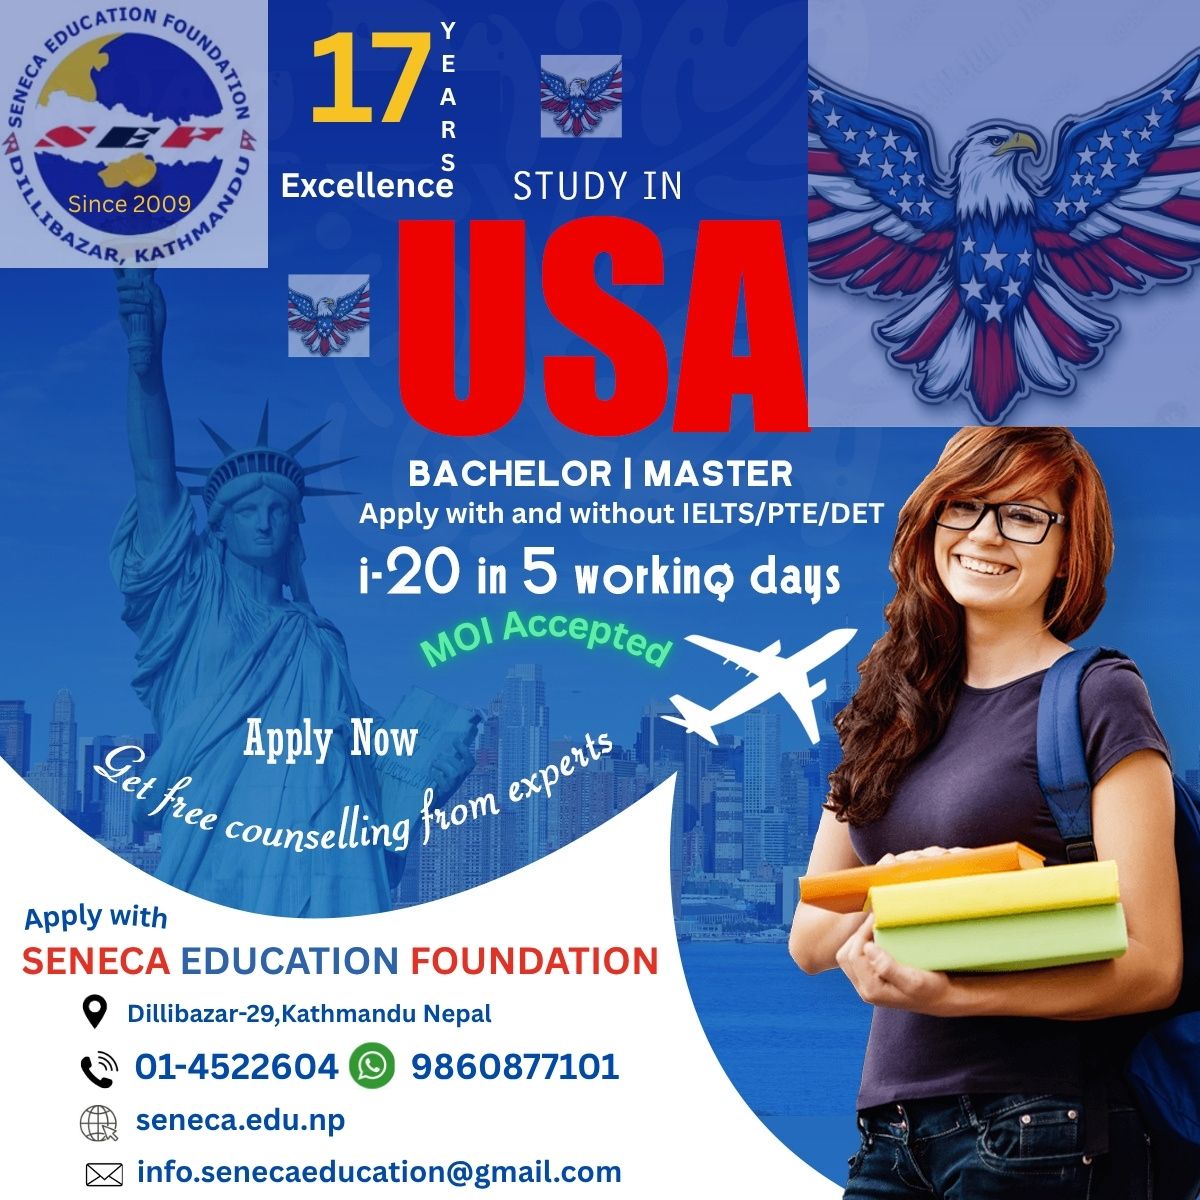 SENECA EDUCATION FOUNDATION
SEF
Since 2009
DILLIBAZAR, KATHMANDU
17
YEARS
Excellence
STUDY IN
USA
BACHELOR | MASTER
Apply with and without IELTS/PTE/DET
i-20 in 5 working days
MOI Accepted
Apply Now
Get free counselling from experts
Apply with
SENECA EDUCATION FOUNDATION
Dillibazar-29,Kathmandu Nepal
01-4522604 9860877101
seneca.edu.np
info.senecaeducation@gmail.com